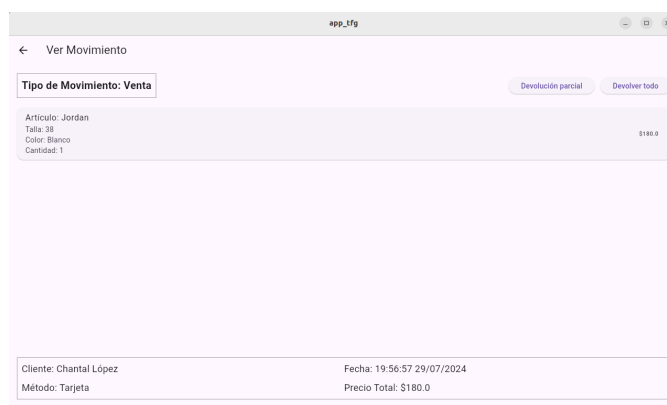 app_tfg
Ver Movimiento
Tipo de Movimiento: Venta
Devolución parcial
Devolver todo
Artículo: Jordan
Talla: 38
Color: Blanco
Cantidad: 1
$180.0
Cliente: Chantal López
Fecha: 19:56:57 29/07/2024
Método: Tarjeta
Precio Total: $180.0